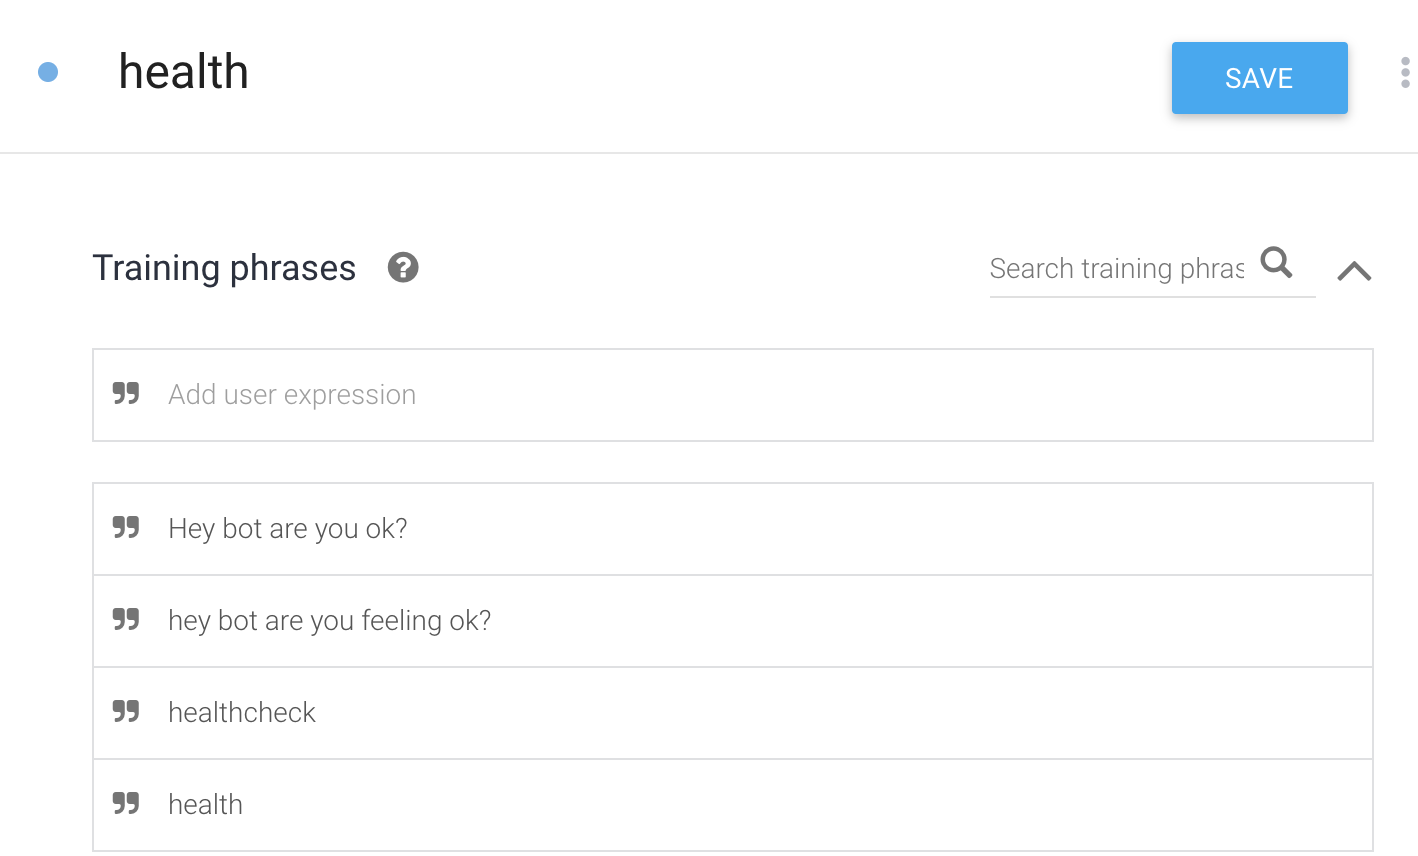 health
SAVE
Training phrases
Search training phras
Add user expression
Hey bot are you ok?
hey bot are you feeling ok?
healthcheck
health